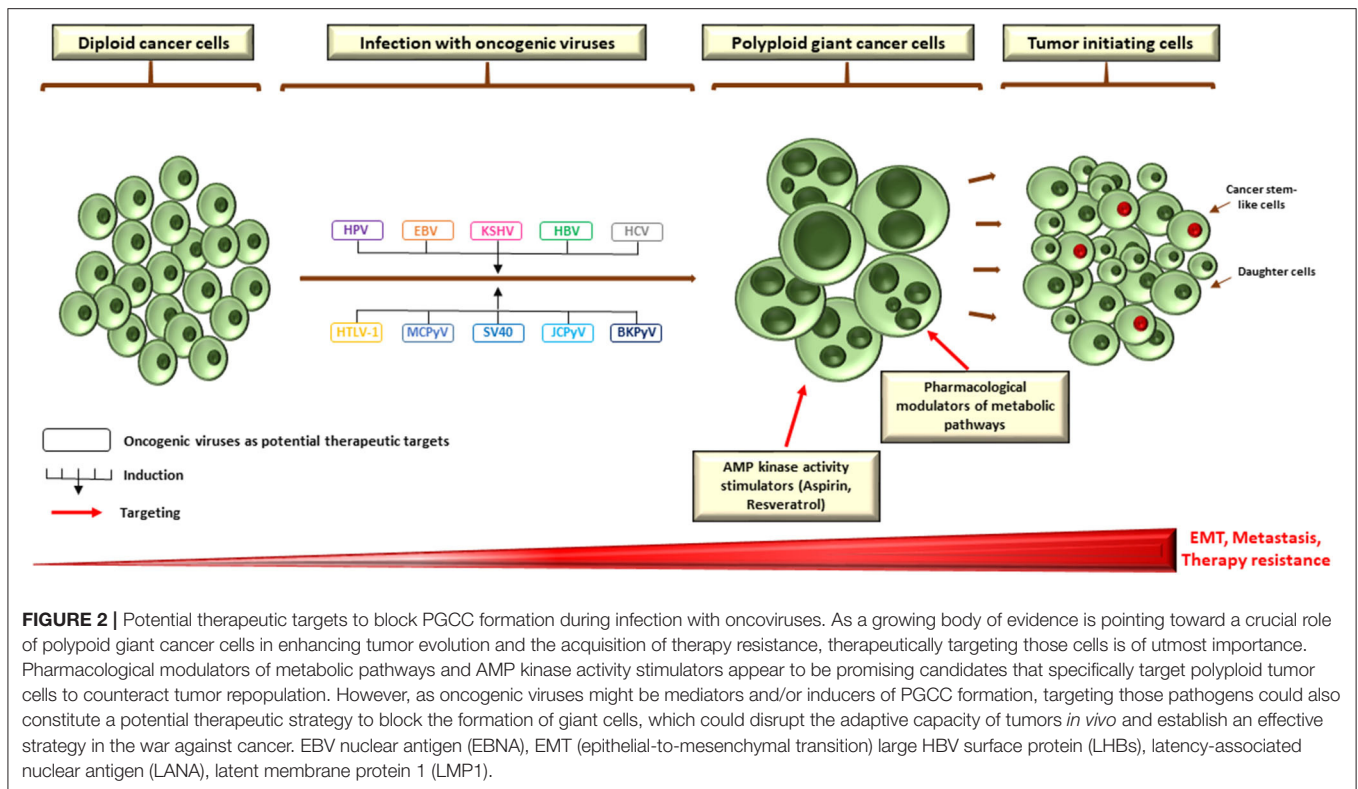 Diploid cancer cells
Infection with oncogenic viruses
Polyploid giant cancer cells
Tumor initiating cells
HPV
EBV
KSHV
HBV
HCV
HTLV-1
MCPyV
SV40
JCPyV
BKPyV
Cancer stem-
like cells
Daughter cells
Pharmacological
modulators of metabolic
pathways
AMP kinase activity
stimulators (Aspirin,
Resveratrol)
Oncogenic viruses as potential therapeutic targets
Induction
Targeting
EMT, Metastasis,
Therapy resistance
FIGURE 2 | Potential therapeutic targets to block PGCC formation during infection with oncoviruses. As a growing body of evidence is pointing toward a crucial role
of polypoid giant cancer cells in enhancing tumor evolution and the acquisition of therapy resistance, therapeutically targeting those cells is of utmost importance.
Pharmacological modulators of metabolic pathways and AMP kinase activity stimulators appear to be promising candidates that specifically target polyploid tumor
cells to counteract tumor repopulation. However, as oncogenic viruses might be mediators and/or inducers of PGCC formation, targeting those pathogens could also
constitute a potential therapeutic strategy to block the formation of giant cells, which could disrupt the adaptive capacity of tumors in vivo and establish an effective
strategy in the war against cancer. EBV nuclear antigen (EBNA), EMT (epithelial-to-mesenchymal transition) large HBV surface protein (LHBs), latency-associated
nuclear antigen (LANA), latent membrane protein 1 (LMP1).